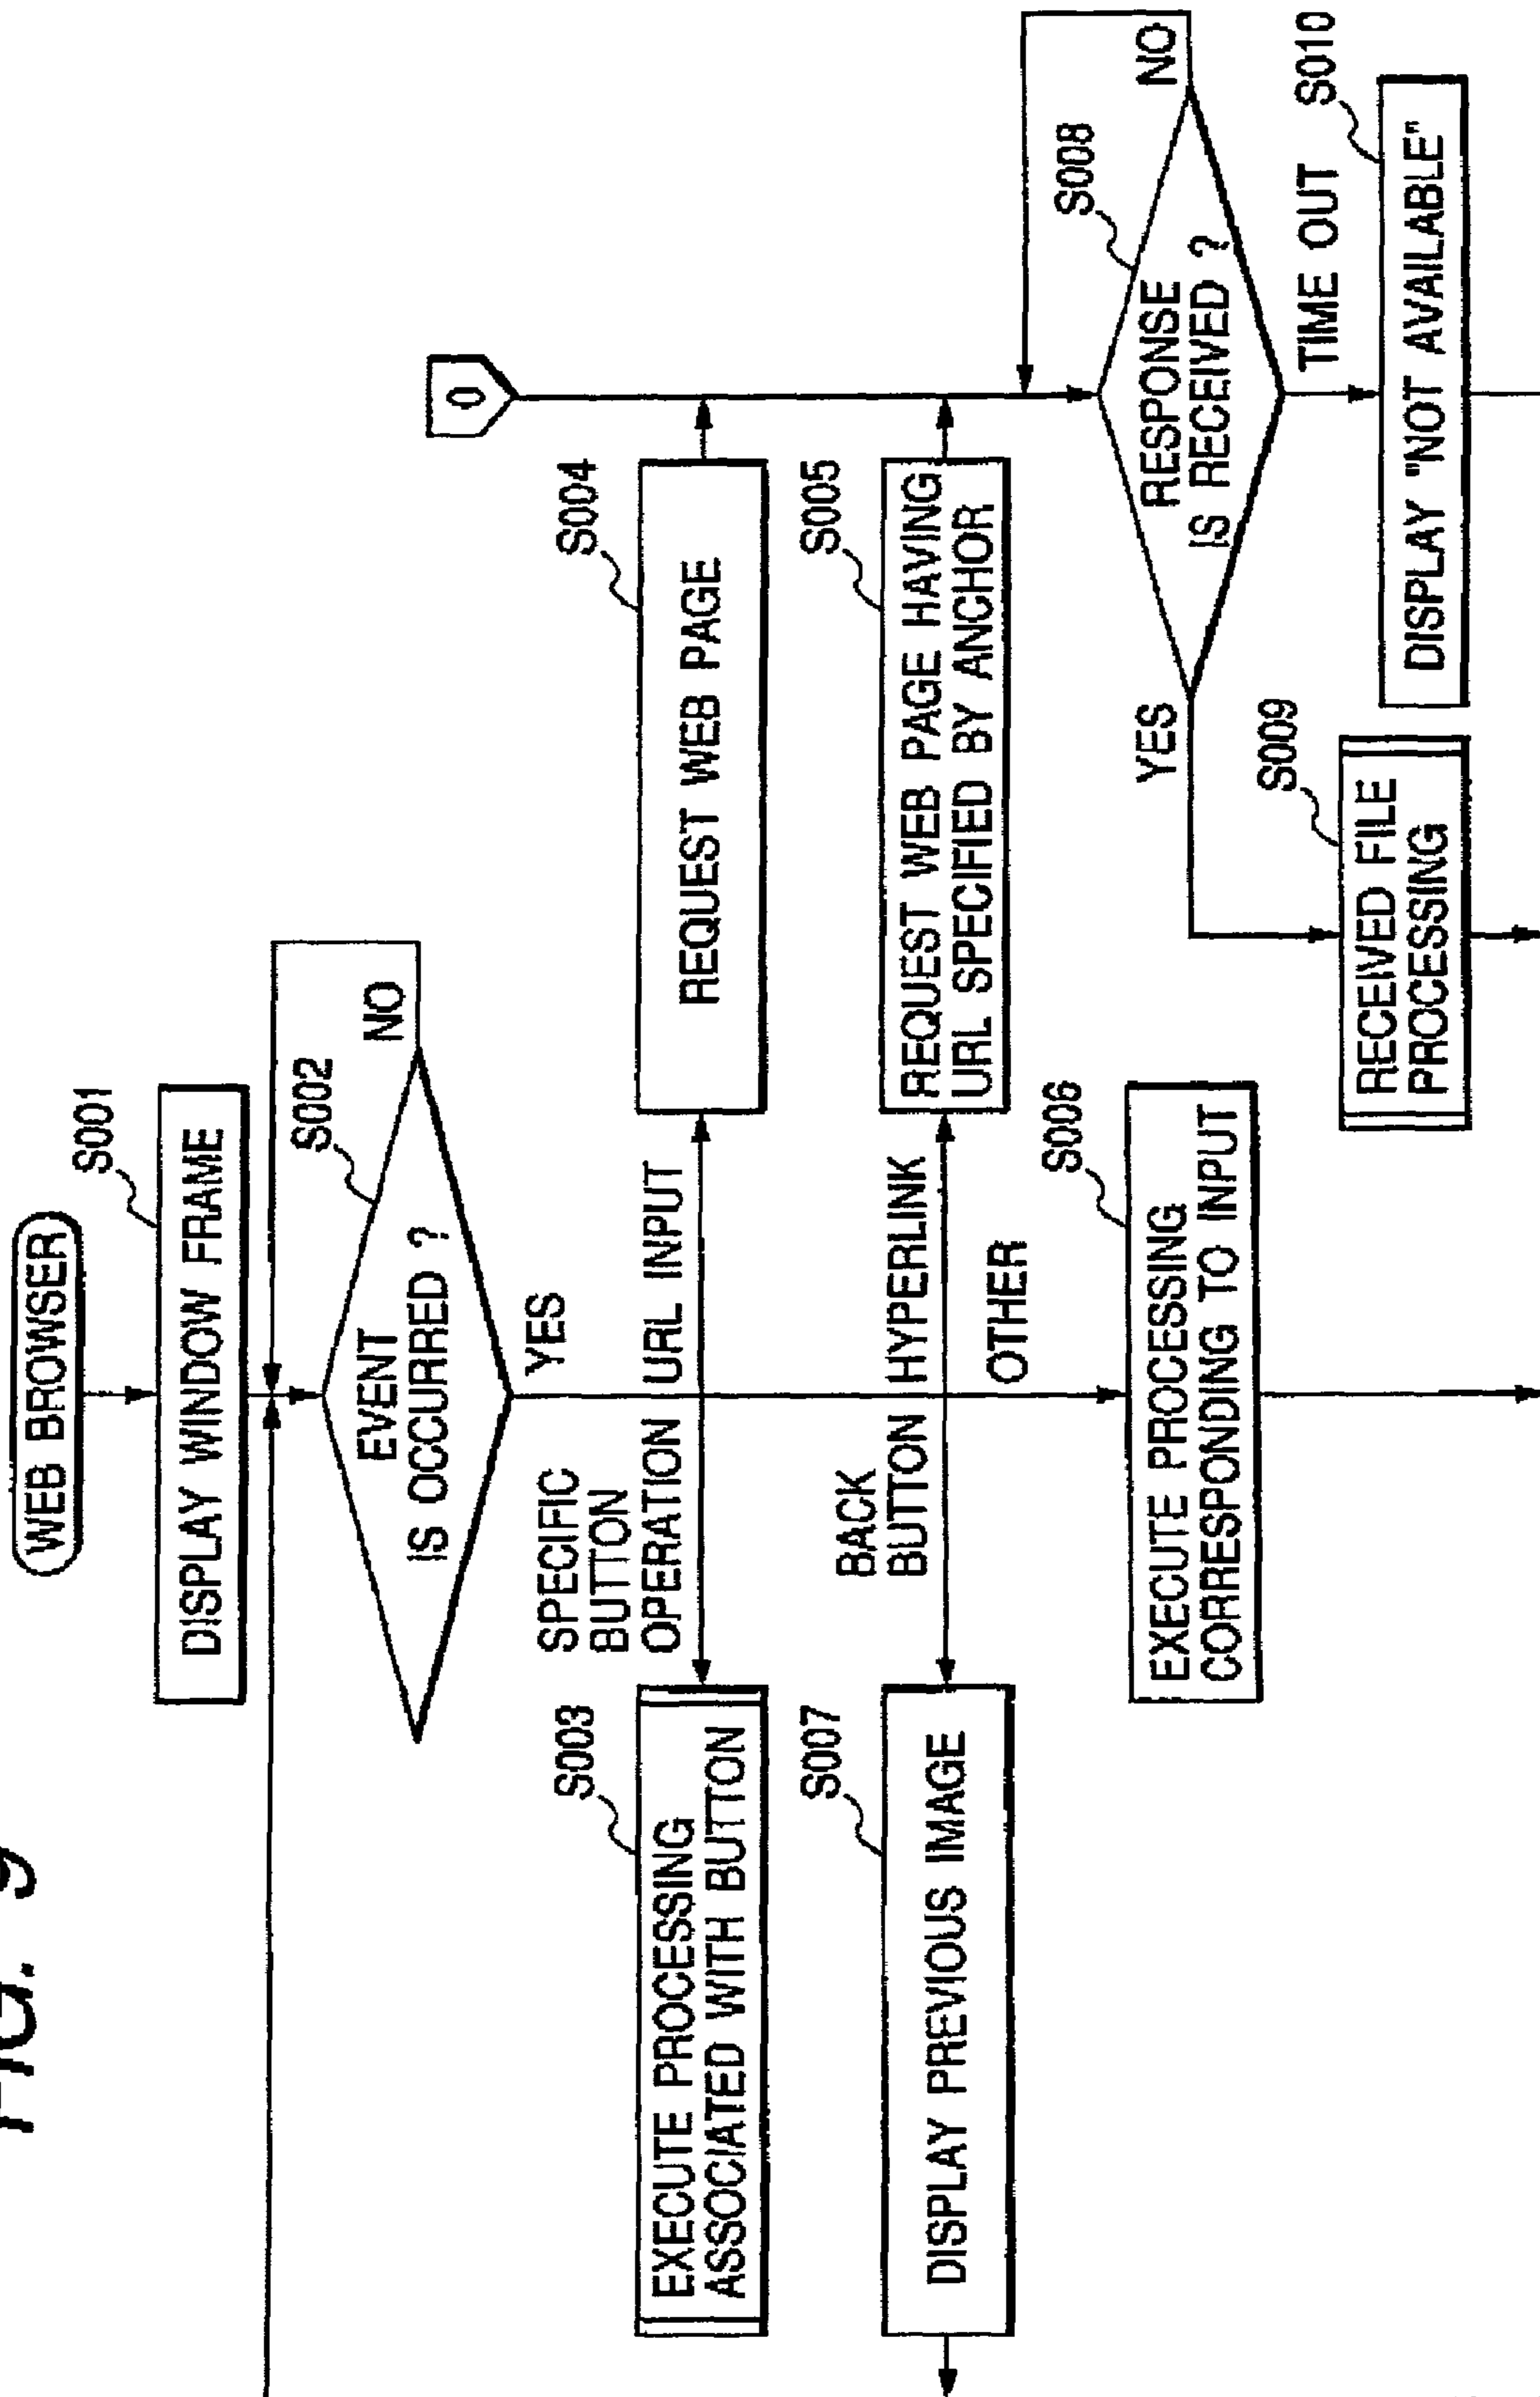 FIG. 9
WEB BROWSER
S001
DISPLAY WINDOW FRAME
S002
EVENT
IS OCCURRED ?
NO
YES
SPECIFIC
BUTTON
OPERATION
URL INPUT
S003
EXECUTE PROCESSING
ASSOCIATED WITH BUTTON
S004
REQUEST WEB PAGE
0
BACK
BUTTON
HYPERLINK
S007
DISPLAY PREVIOUS IMAGE
S005
REQUEST WEB PAGE HAVING
URL SPECIFIED BY ANCHOR
OTHER
S006
EXECUTE PROCESSING
CORRESPONDING TO INPUT
S008
RESPONSE
IS RECEIVED ?
NO
YES
TIME OUT
S009
RECEIVED FILE
PROCESSING
S010
DISPLAY "NOT AVAILABLE"